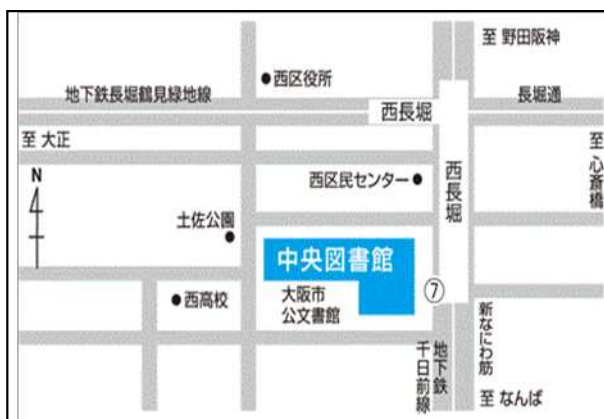 至 野田阪神
西区役所
地下鉄長堀鶴見緑地線
長堀通
西長堀
至 大正
至 心斎橋
西区民センター
西長堀
N
土佐公園
中央図書館
大阪市
公文書館
⑦
西高校
新なにわ筋
地下鉄
千日前線
至 なんば